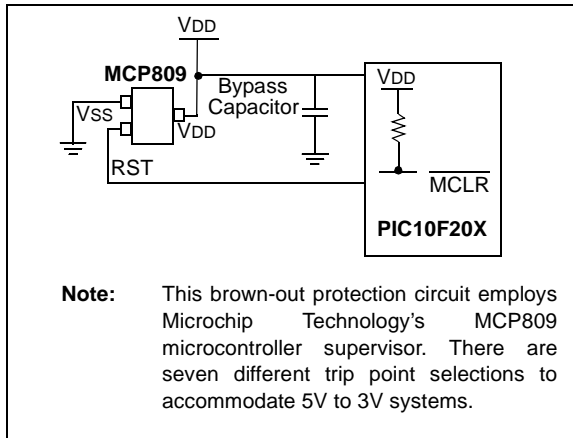 VDD
MCP809
Bypass
Capacitor
VDD
VSS
VDD
RST
MCLR
PIC10F20X
Note: This brown-out protection circuit employs
Microchip Technology's MCP809
microcontroller supervisor. There are
seven different trip point selections to
accommodate 5V to 3V systems.